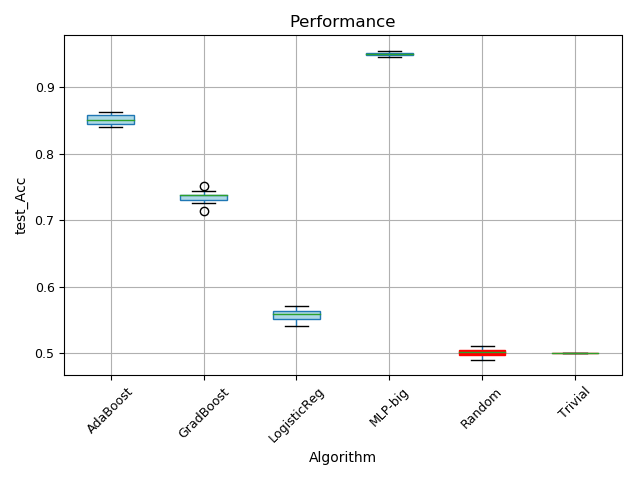 Performance
test_Acc
0.9
0.8
0.7
0.6
0.5
AdaBoost
GradBoost
LogisticReg
MLP-big
Random
Trivial
Algorithm